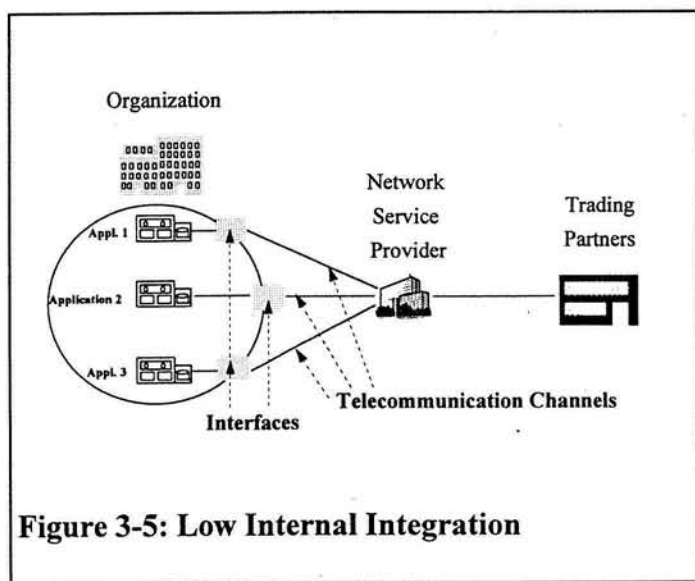 Organization
Network
Service
Provider
Trading
Partners
Appl. 1
Application 2
Appl. 3
Interfaces
Telecommunication Channels
Figure 3-5: Low Internal Integration